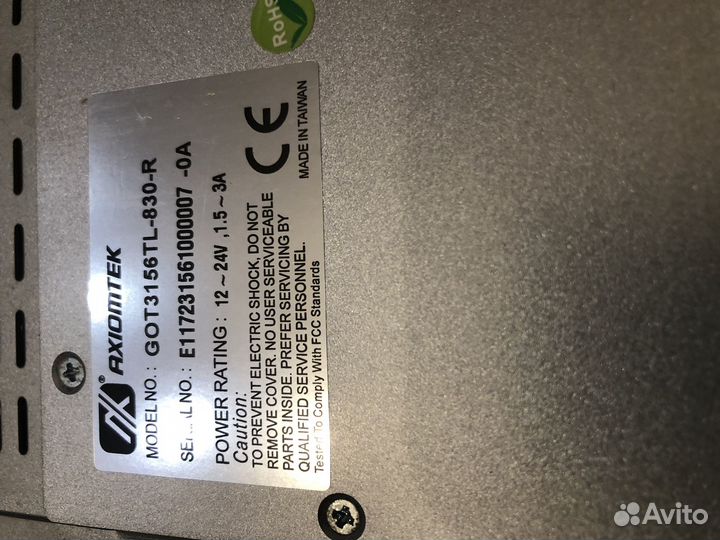 RoHS
AXIOMTEK
MODEL NO.: GOT3156TL-830-R
NO.: E117231561000007 -0A
POWER RATING: 12~24V, 1.5~3A
Caution:
TO PREVENT ELECTRIC SHOCK, DO NOT
REMOVE COVER. NO USER SERVICEABLE
PARTS INSIDE. PREFER SERVICING BY
QUALIFIED SERVICE PERSONNEL.
Tested To Comply With FCC Standards
CE
MADE IN TAIWAN
Avito